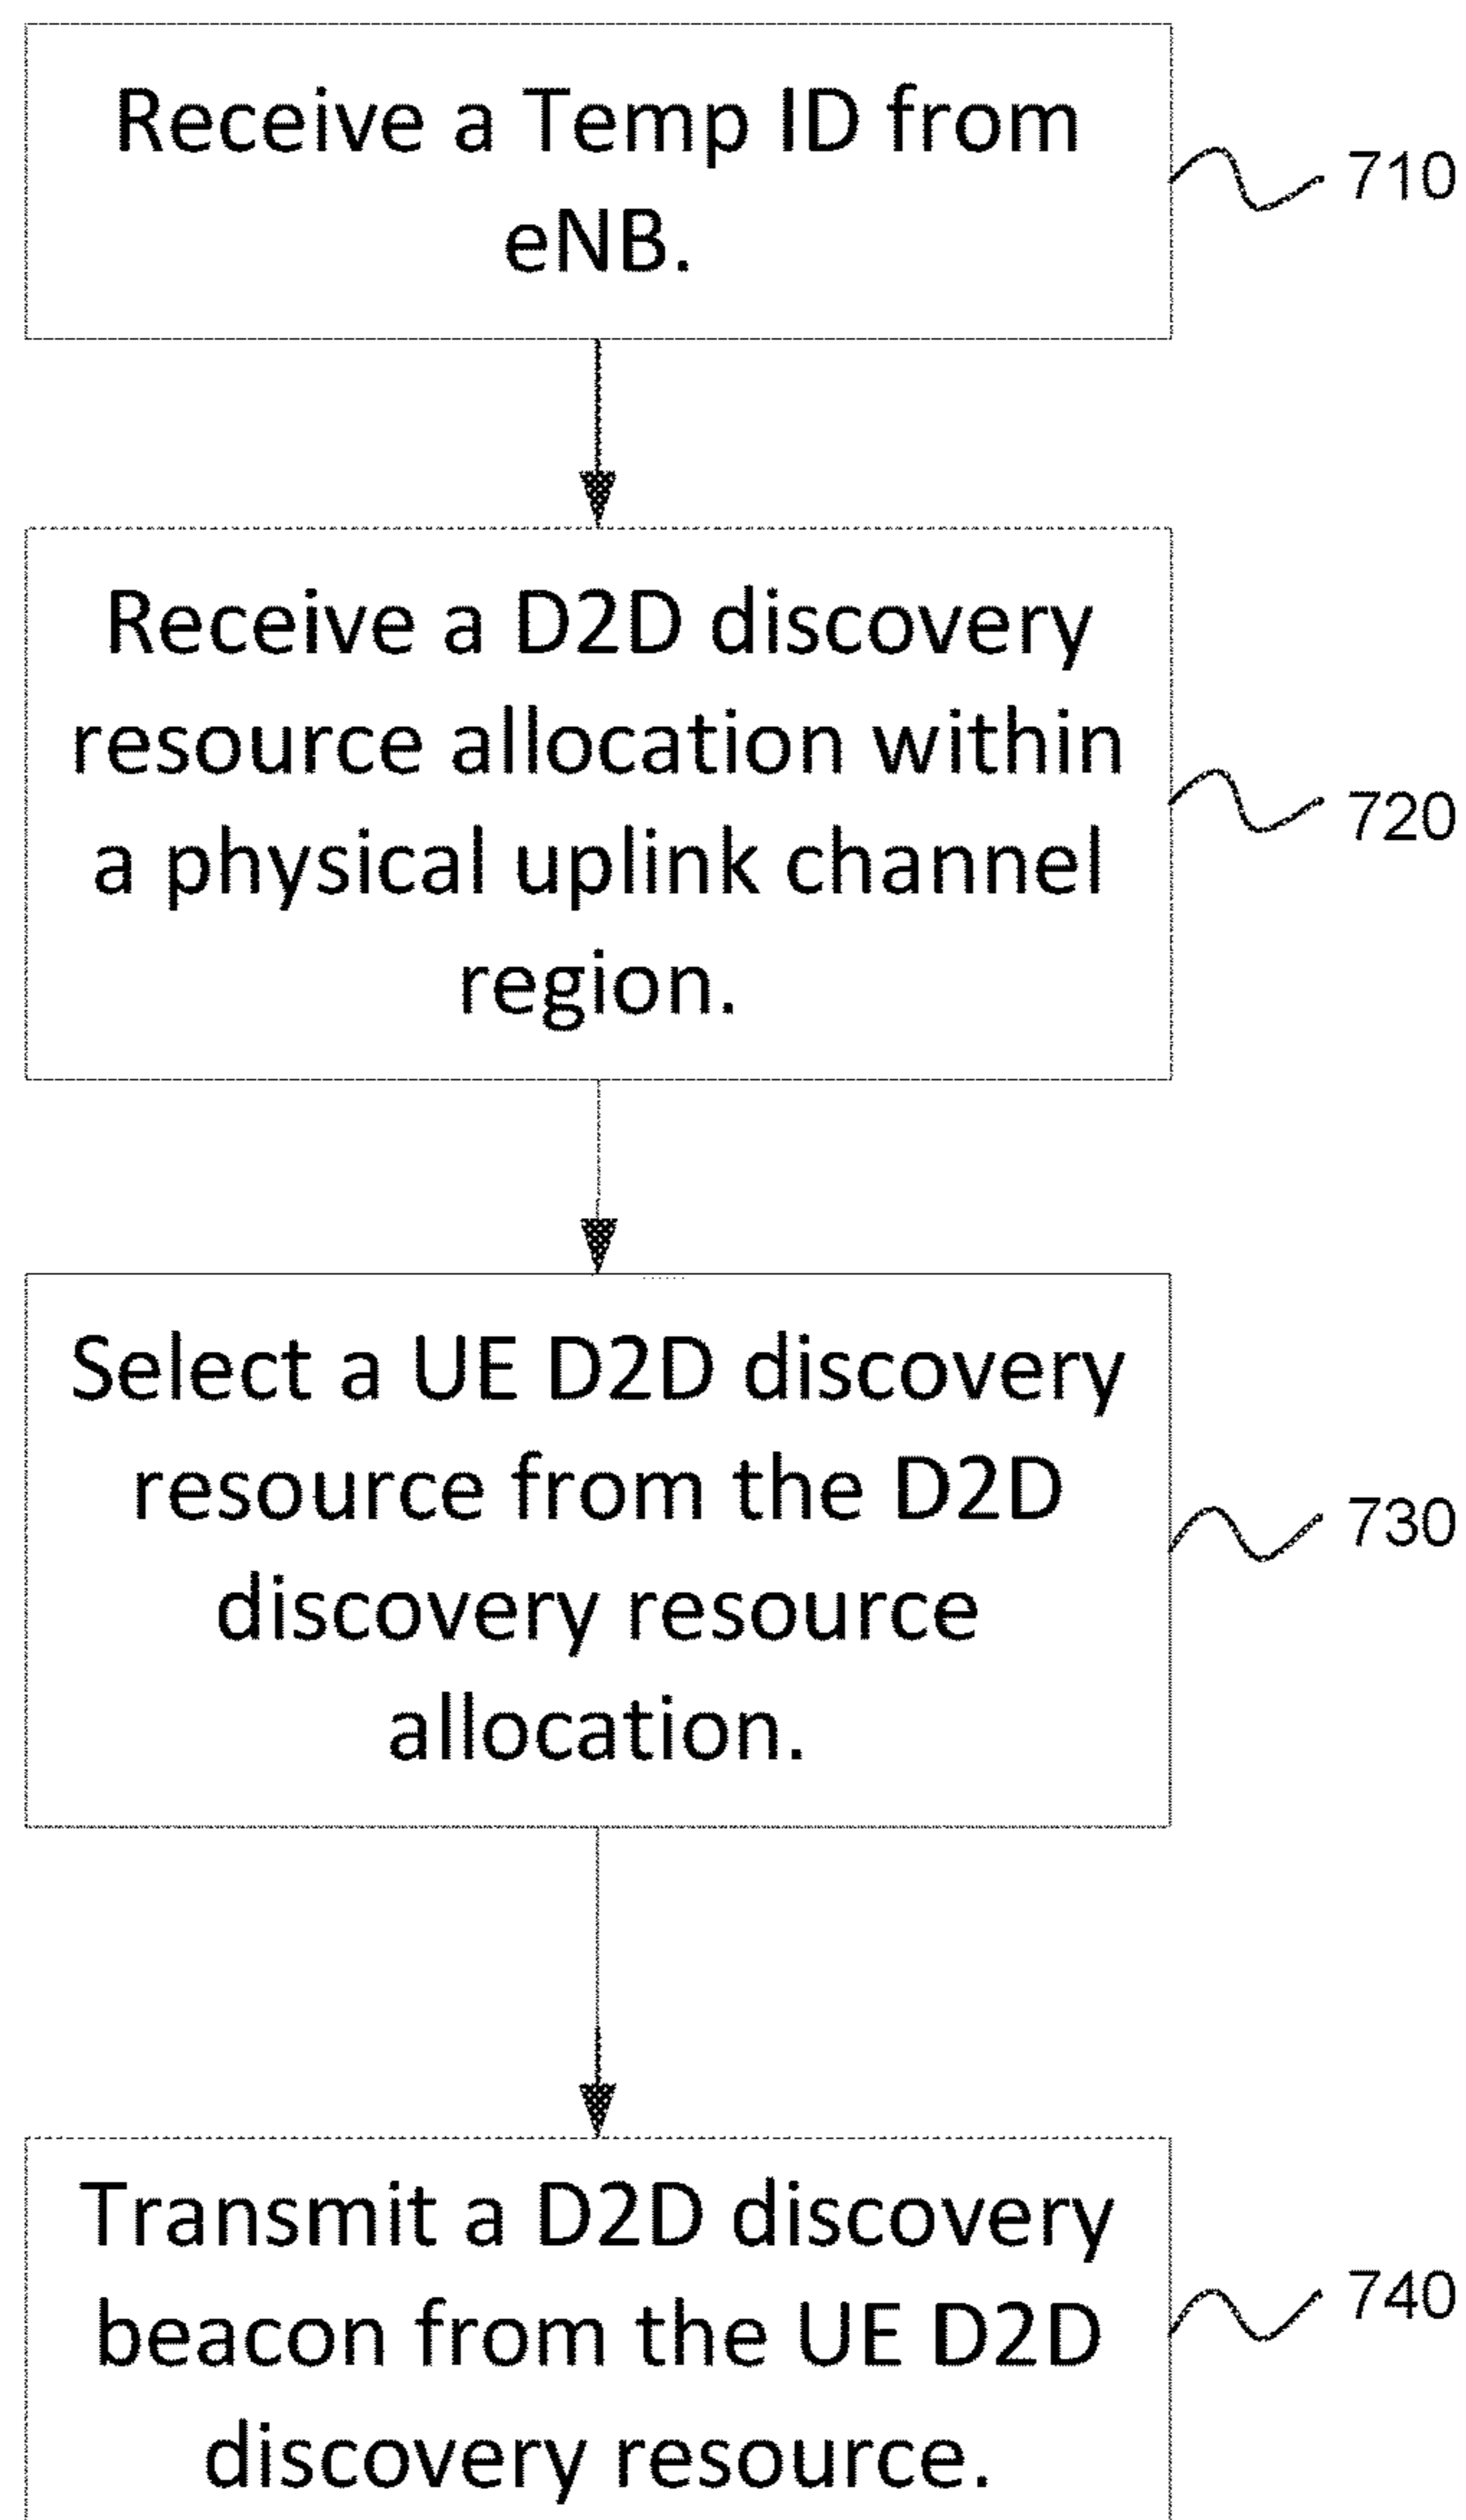 Receive a Temp ID from
eNB.
710
Receive a D2D discovery
resource allocation within
a physical uplink channel
region.
720
Select a UE D2D discovery
resource from the D2D
discovery resource
allocation.
730
Transmit a D2D discovery
beacon from the UE D2D
discovery resource.
740